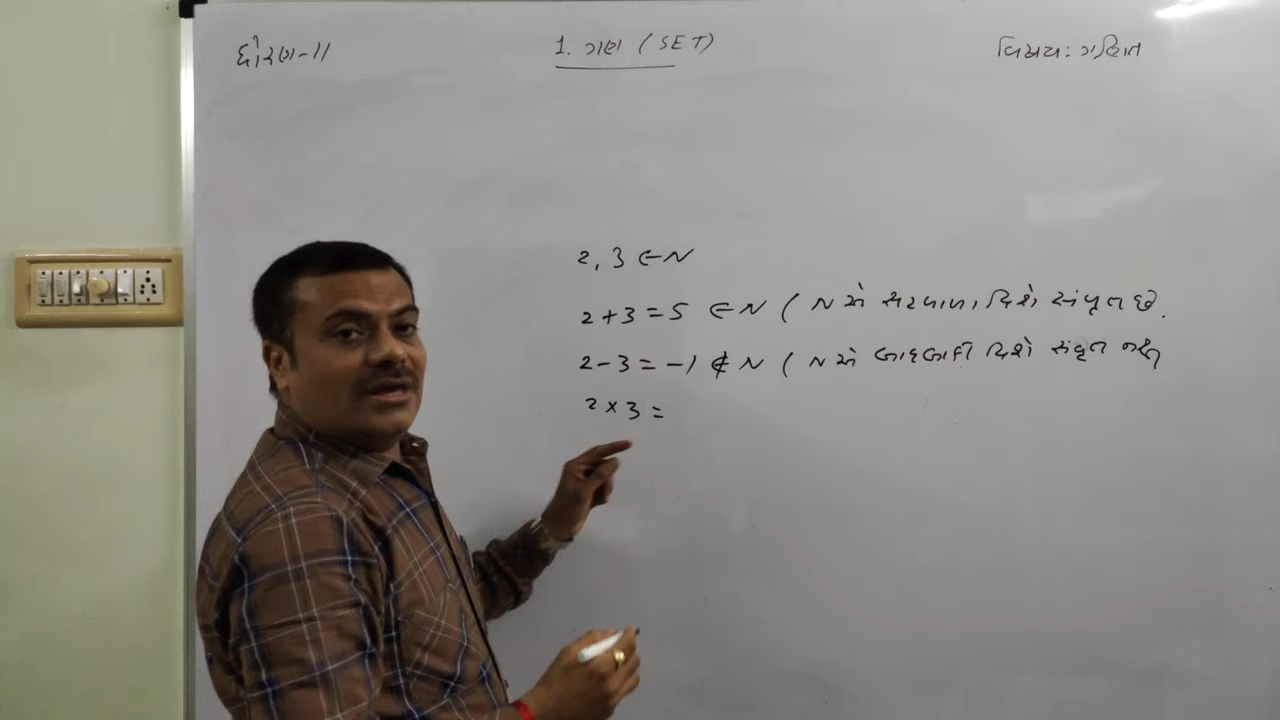 ધોરણ-11
1. ગણ (SET)
વિષય: ગણિત
2, 3 ∈ N
2 + 3 = 5 ∈ N ( N એ સરવાળા વિશે સંવૃત છે.
2 - 3 = -1 ∉ N ( N એ બાદબાકી વિશે સંવૃત નથી
2 × 3 =